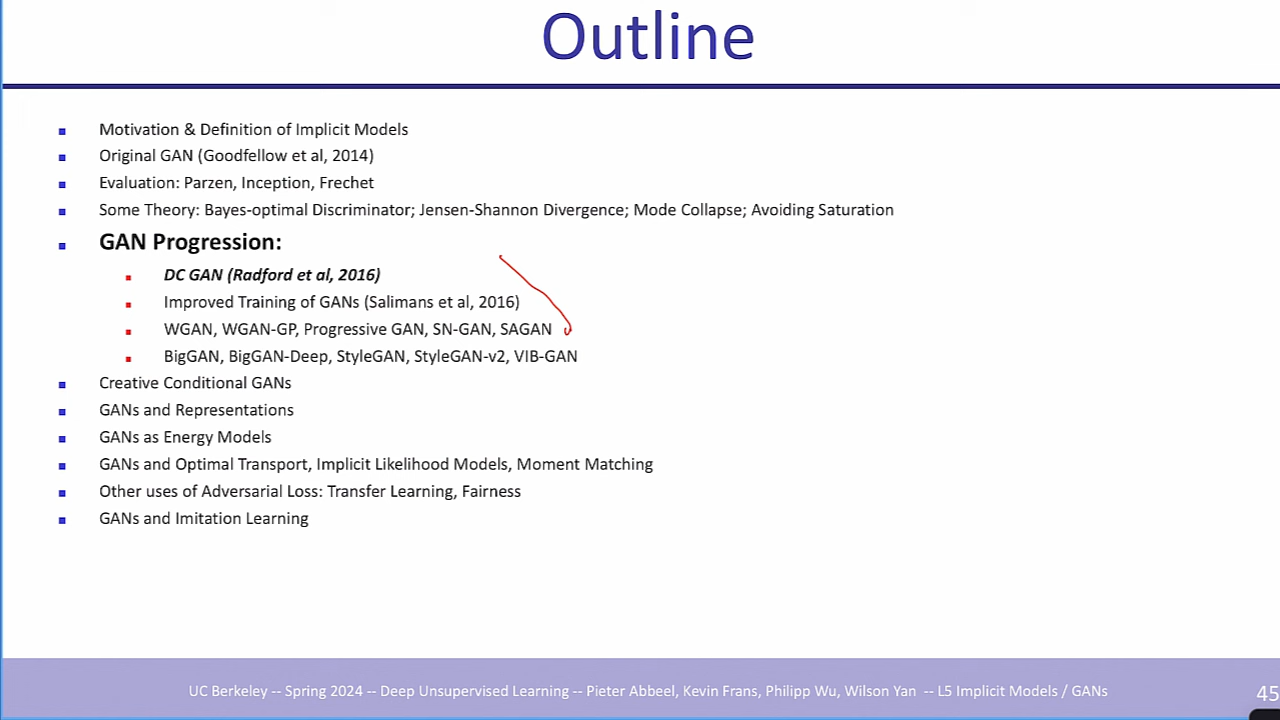 Outline
Motivation & Definition of Implicit Models
Original GAN (Goodfellow et al, 2014)
Evaluation: Parzen, Inception, Frechet
Some Theory: Bayes-optimal Discriminator; Jensen-Shannon Divergence; Mode Collapse; Avoiding Saturation
GAN Progression:
DC GAN (Radford et al, 2016)
Improved Training of GANs (Salimans et al, 2016)
WGAN, WGAN-GP, Progressive GAN, SN-GAN, SAGAN
BigGAN, BigGAN-Deep, StyleGAN, StyleGAN-v2, VIB-GAN
Creative Conditional GANs
GANs and Representations
GANs as Energy Models
GANs and Optimal Transport, Implicit Likelihood Models, Moment Matching
Other uses of Adversarial Loss: Transfer Learning, Fairness
GANs and Imitation Learning
UC Berkeley -- Spring 2024 -- Deep Unsupervised Learning -- Pieter Abbeel, Kevin Frans, Philipp Wu, Wilson Yan -- L5 Implicit Models / GANs
45